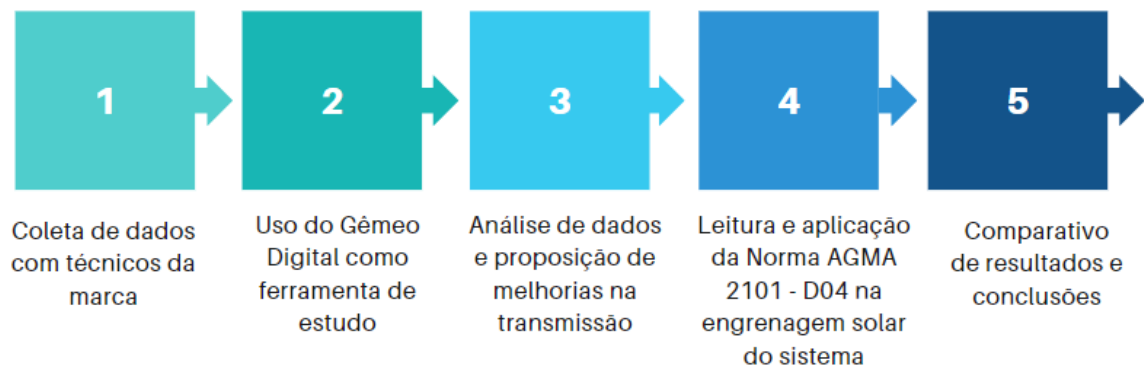 1
2
3
4
5
Coleta de dados
com técnicos da
marca
Uso do Gêmeo
Digital como
ferramenta de
estudo
Análise de dados
e proposição de
melhorias na
transmissão
Leitura e aplicação
da Norma AGMA
2101 - D04 na
engrenagem solar
do sistema
Comparativo
de resultados e
conclusões